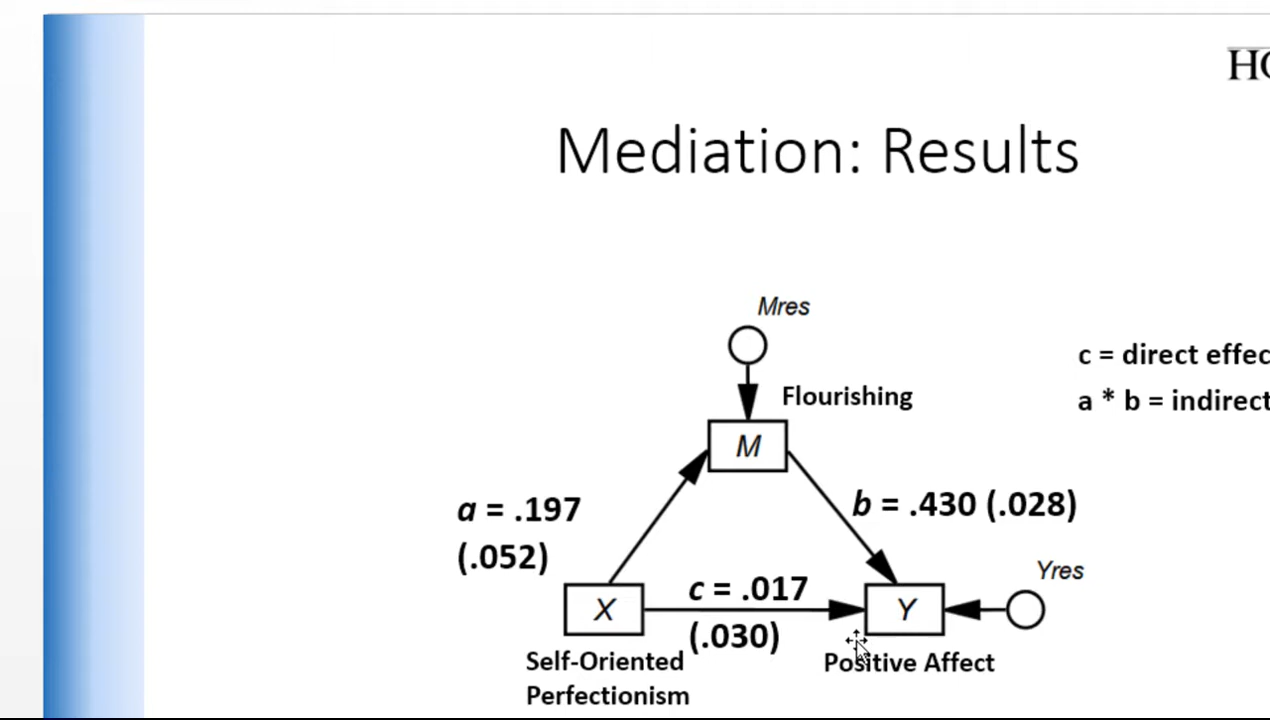 HO
Mediation: Results
Mres
c = direct effec
Flourishing
a * b = indirect
M
a = .197
(.052)
b = .430 (.028)
Yres
c = .017
X
Y
(.030)
Self-Oriented
Perfectionism
Positive Affect